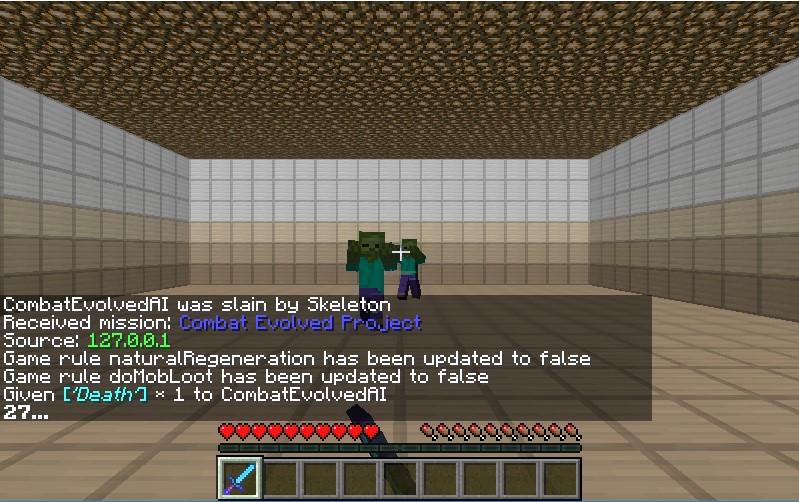 CombatEvolvedAI was slain by Skeleton
Received mission: Combat Evolved Project
Source: 127.0.0.1
Game rule naturalRegeneration has been updated to false
Game rule doMobLoot has been updated to false
Given ['Death'] × 1 to CombatEvolvedAI
27...